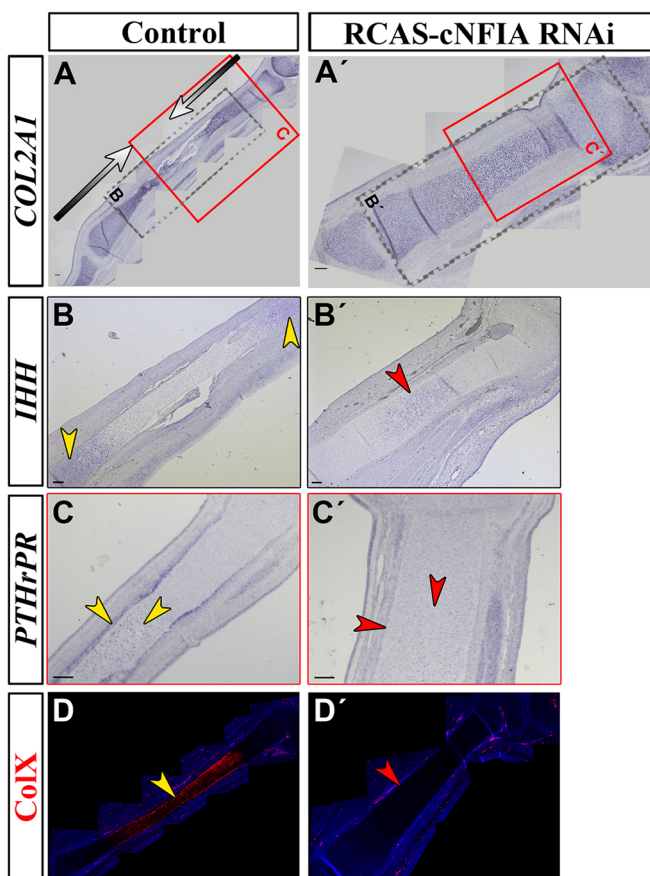 Control
RCAS-cNFIA RNAi
COL2A1
A
C
B
A´
C´
B´
IHH
B
B´
PTHrPR
C
C´
ColX
D
D´